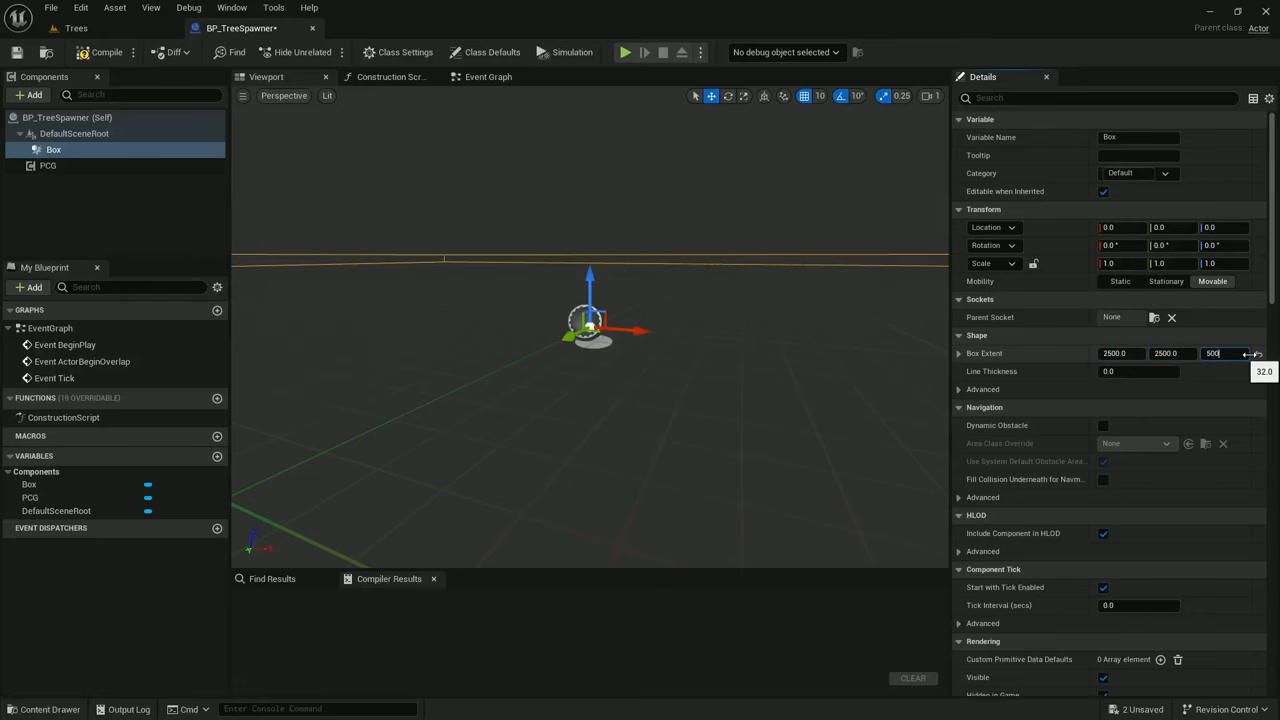 File Edit Asset View Debug Window Tools Help
Trees
BP_TreeSpawner*
Parent class: Actor
Compile
Diff
Find
Hide Unrelated
Class Settings
Class Defaults
Simulation
No debug object selected
Components
Add
Search
BP_TreeSpawner (Self)
DefaultSceneRoot
Box
PCG
My Blueprint
Add
Search
GRAPHS
EventGraph
Event BeginPlay
Event ActorBeginOverlap
Event Tick
FUNCTIONS (19 OVERRIDABLE)
ConstructionScript
MACROS
VARIABLES
Components
Box
PCG
DefaultSceneRoot
EVENT DISPATCHERS
Viewport
Construction Scr...
Event Graph
Perspective
Lit
10
10°
0.25
1
Find Results
Compiler Results
CLEAR
Details
Search
Variable
Variable Name Box
Tooltip
Category Default
Editable when Inherited
Transform
Location 0.0 0.0 0.0
Rotation 0.0 ° 0.0 ° 0.0 °
Scale 1.0 1.0 1.0
Mobility Static Stationary Movable
Sockets
Parent Socket None
Shape
Box Extent 2500.0 2500.0 500
32.0
Line Thickness 0.0
Advanced
Navigation
Dynamic Obstacle
Area Class Override None
Use System Default Obstacle Area...
Fill Collision Underneath for Navm...
Advanced
HLOD
Include Component in HLOD
Advanced
Component Tick
Start with Tick Enabled
Tick Interval (secs) 0.0
Advanced
Rendering
Custom Primitive Data Defaults 0 Array element
Visible
Hidden in Game
Content Drawer
Output Log
Cmd
Enter Console Command
2 Unsaved
Revision Control